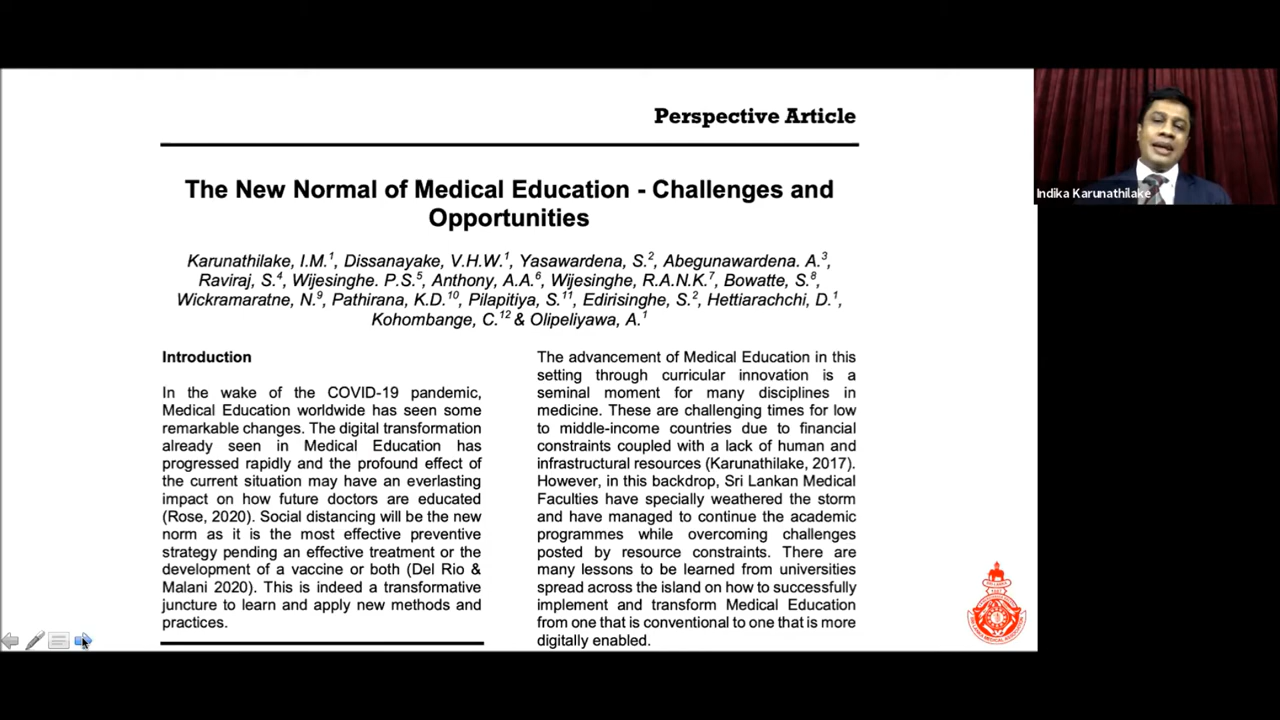 Perspective Article
The New Normal of Medical Education - Challenges and
Opportunities
Karunathilake, I.M.1, Dissanayake, V.H.W.1, Yasawardena, S.2, Abegunawardena. A.3,
Raviraj, S.4, Wijesinghe. P.S.5, Anthony, A.A.6, Wijesinghe, R.A.N.K.7, Bowatte, S.8,
Wickramaratne, N.9, Pathirana, K.D.10, Pilapitiya, S.11, Edirisinghe, S.2, Hettiarachchi, D.1,
Kohombange, C.12 & Olipeliyawa, A.1
Introduction
In the wake of the COVID-19 pandemic,
Medical Education worldwide has seen some
remarkable changes. The digital transformation
already seen in Medical Education has
progressed rapidly and the profound effect of
the current situation may have an everlasting
impact on how future doctors are educated
(Rose, 2020). Social distancing will be the new
norm as it is the most effective preventive
strategy pending an effective treatment or the
development of a vaccine or both (Del Rio &
Malani 2020). This is indeed a transformative
juncture to learn and apply new methods and
practices.
The advancement of Medical Education in this
setting through curricular innovation is a
seminal moment for many disciplines in
medicine. These are challenging times for low
to middle-income countries due to financial
constraints coupled with a lack of human and
infrastructural resources (Karunathilake, 2017).
However, in this backdrop, Sri Lankan Medical
Faculties have specially weathered the storm
and have managed to continue the academic
programmes while overcoming challenges
posted by resource constraints. There are
many lessons to be learned from universities
spread across the island on how to successfully
implement and transform Medical Education
from one that is conventional to one that is more
digitally enabled.
Indika Karunathilake